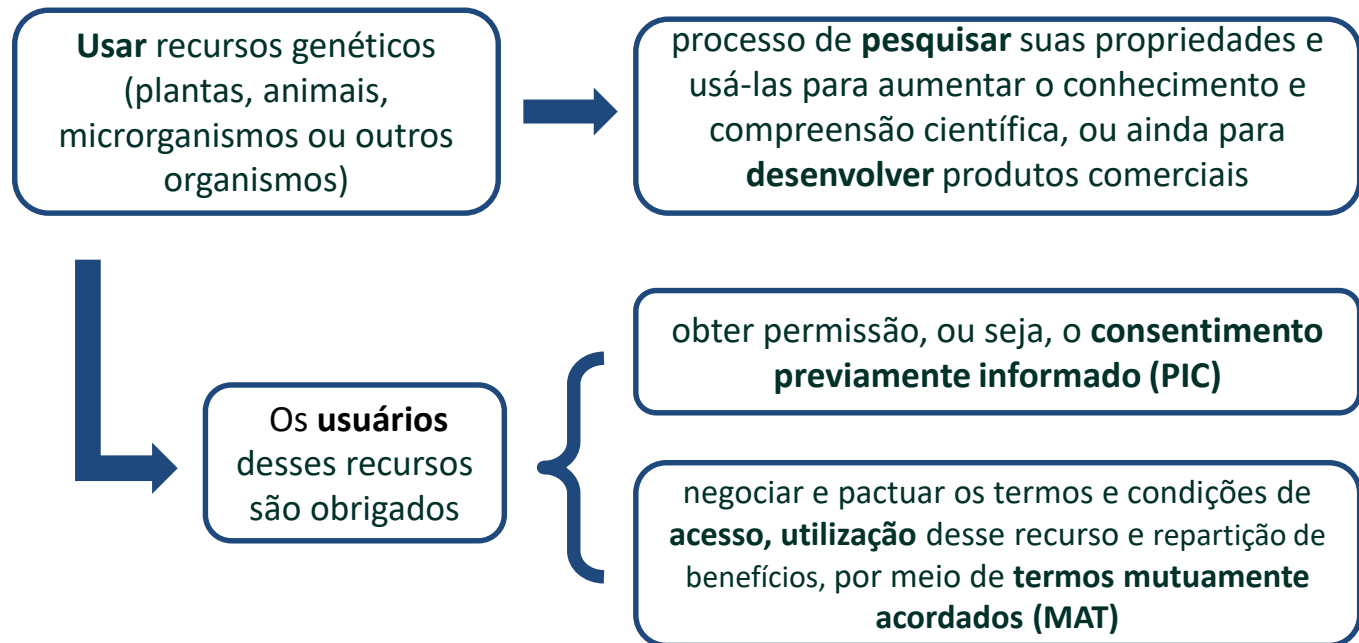 Usar recursos genéticos
(plantas, animais,
microrganismos ou outros
organismos)
processo de pesquisar suas propriedades e
usá-las para aumentar o conhecimento e
compreensão científica, ou ainda para
desenvolver produtos comerciais
Os usuários
desses recursos
são obrigados
obter permissão, ou seja, o consentimento
previamente informado (PIC)
negociar e pactuar os termos e condições de
acesso, utilização desse recurso e repartição de
benefícios, por meio de termos mutuamente
acordados (MAT)